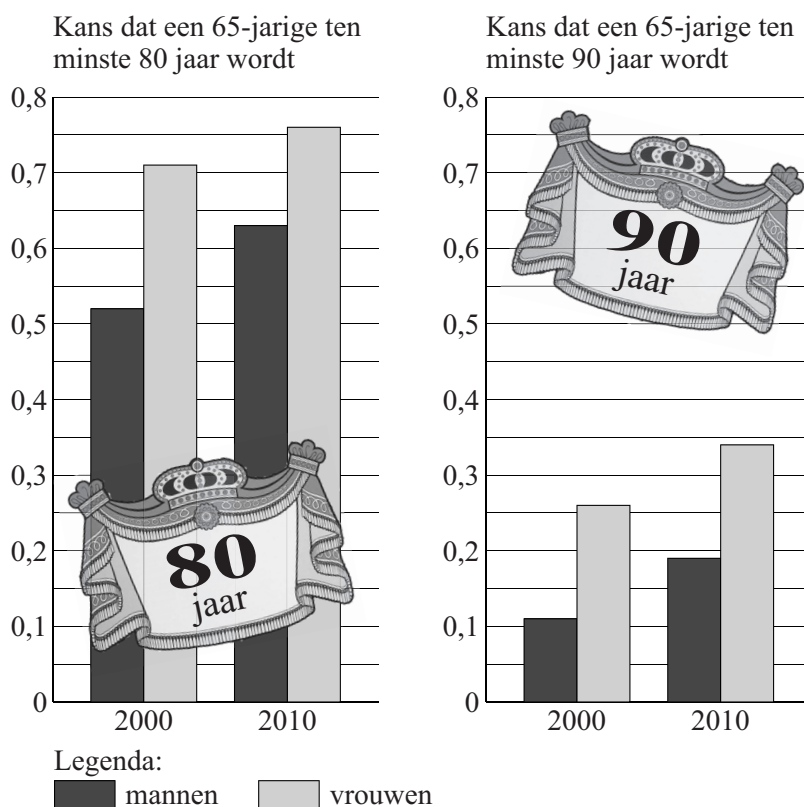 Kans dat een 65-jarige ten
minste 80 jaar wordt
0,8
0,7
0,6
0,5
0,4
0,3
0,2
0,1
0
80
jaar
2000 2010
Kans dat een 65-jarige ten
minste 90 jaar wordt
0,8
0,7
0,6
0,5
0,4
0,3
0,2
0,1
0
90
jaar
2000 2010
Legenda:
mannen vrouwen